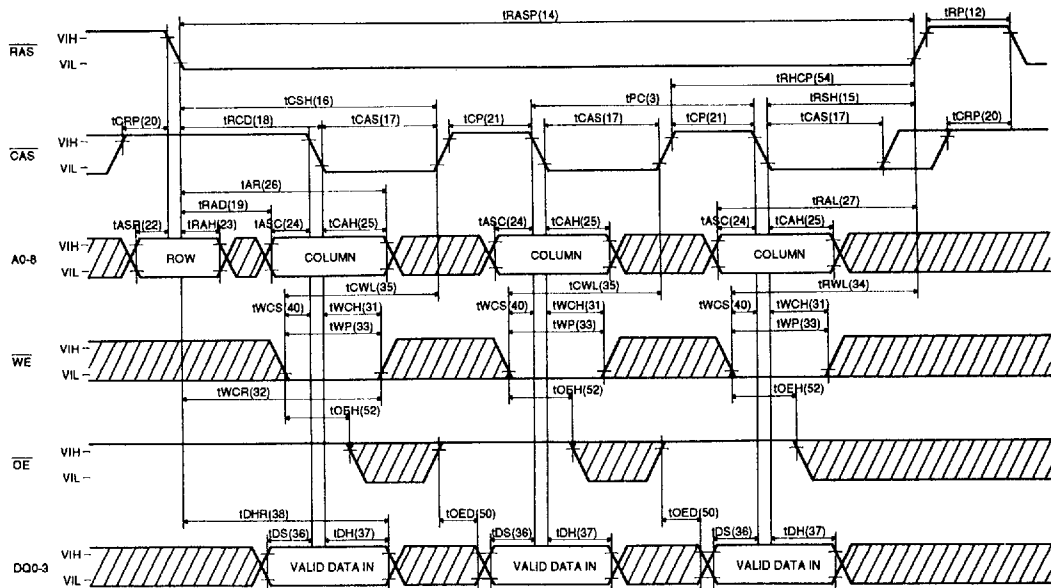 tRASP(14) tRP(12)
RAS VIH
VIL
tRHCP(54)
tCSH(16) tPC(3) tRSH(15)
tCRP(20) tRCD(18) tCAS(17) tCP(21) tCAS(17) tCP(21) tCAS(17) tCRP(20)
CAS VIH
VIL
tAR(26)
tRAD(19) tRAL(27)
tASR(22) tRAH(23) tASC(24) tCAH(25) tASC(24) tCAH(25) tASC(24) tCAH(25)
A0-8 VIH
VIL
ROW COLUMN COLUMN COLUMN
tCWL(35) tCWL(35) tRWL(34)
tWCS(40) tWCH(31) tWCS(40) tWCH(31) tWCS(40) tWCH(31)
tWP(33) tWP(33) tWP(33)
WE VIH
VIL
tWCR(32)
tOEH(52) tOEH(52) tOEH(52)
OE VIH
VIL
tDHR(38) tOED(50) tOED(50)
tDS(36) tDH(37) tDS(36) tDH(37) tDS(36) tDH(37)
DQ0-3 VIH
VIL
VALID DATA IN VALID DATA IN VALID DATA IN